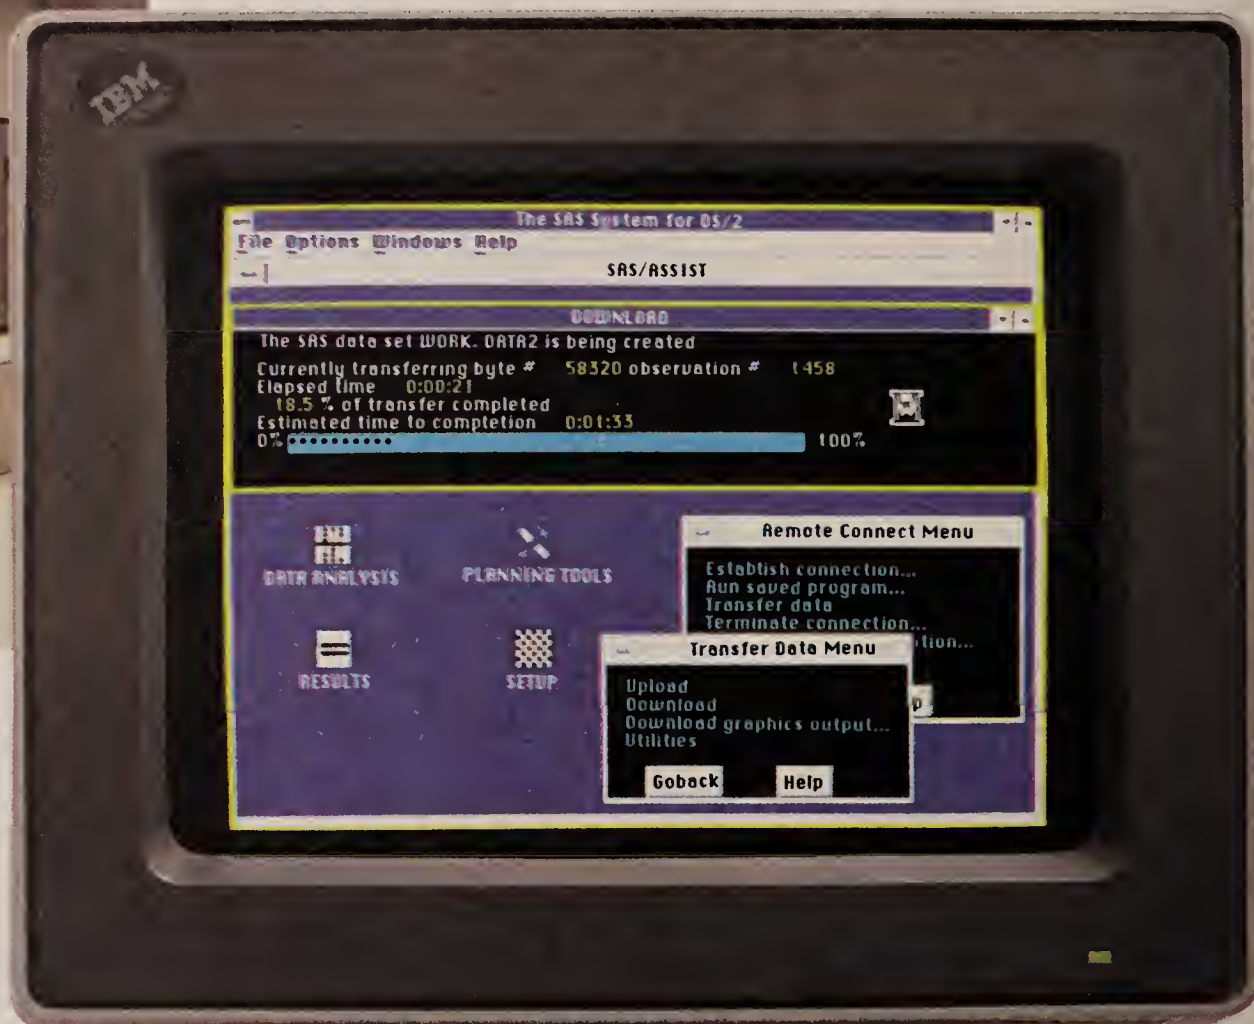 IBM
The SAS System for OS/2
File Options Windows Help
SAS/ASSIST
DOWNLOAD
The SAS data set WORK. DATA2 is being created
Currently transferring byte # 58320 observation # 1458
Elapsed time 0:00:21
18.5 % of transfer completed
Estimated time to completion 0:01:33
0% 100%
DATA ANALYSIS
PLANNING TOOLS
RESULTS
SETUP
Remote Connect Menu
Establish connection...
Run saved program...
Transfer data
Terminate connection...
tion...
p
Transfer Data Menu
Upload
Download
Download graphics output...
Utilities
Goback Help